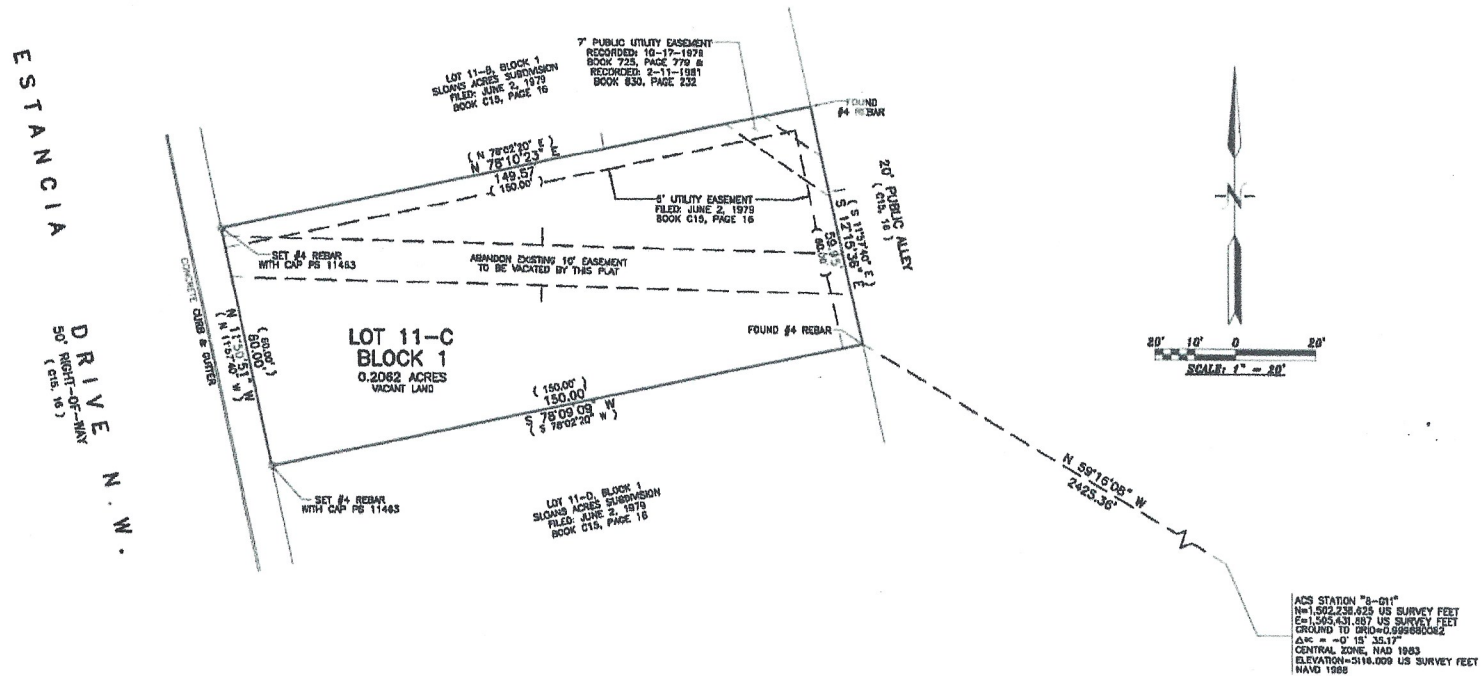 ESTANCIA
DRIVE N.W.
50' RIGHT-OF-WAY
( C15, 16 )
CONCRETE CURB & GUTTER
LOT 11-B, BLOCK 1
SLOANS ACRES SUBDIVISION
FILED: JUNE 2, 1979
BOOK C15, PAGE 16
7' PUBLIC UTILITY EASEMENT
RECORDED: 10-17-1979
BOOK 725, PAGE 779 &
RECORDED: 2-11-1981
BOOK 830, PAGE 232
FOUND
#4 REBAR
( N 78°02'20" E )
N 78°10'23" E
149.57
( 150.00' )
5' UTILITY EASEMENT
FILED: JUNE 2, 1979
BOOK C15, PAGE 16
20' PUBLIC ALLEY
( C15, 16 )
( S 11°57'40" E )
S 12°15'36" E
59.95'
( 60.00' )
SET #4 REBAR
WITH CAP PS 11463
ABANDON EXISTING 10' EASEMENT
TO BE VACATED BY THIS PLAT
( 60.00' )
60.00'
N 11°50'51" W
( N 11°57'40" W )
LOT 11-C
BLOCK 1
0.2062 ACRES
VACANT LAND
FOUND #4 REBAR
( 150.00' )
150.00'
S 78°09'09" W
( S 78°02'20" W )
SET #4 REBAR
WITH CAP PS 11463
LOT 11-D, BLOCK 1
SLOANS ACRES SUBDIVISION
FILED: JUNE 2, 1979
BOOK C15, PAGE 16
N
20' 10' 0 20'
SCALE: 1" = 20'
N 59°16'08" W
2425.36'
ACS STATION "8-G11"
N=1,502,238.625 US SURVEY FEET
E=1,505,431.887 US SURVEY FEET
GROUND TO GRID=0.999680082
Δ∝ = -0° 15' 35.17"
CENTRAL ZONE, NAD 1983
ELEVATION=5118.009 US SURVEY FEET
NAVD 1988